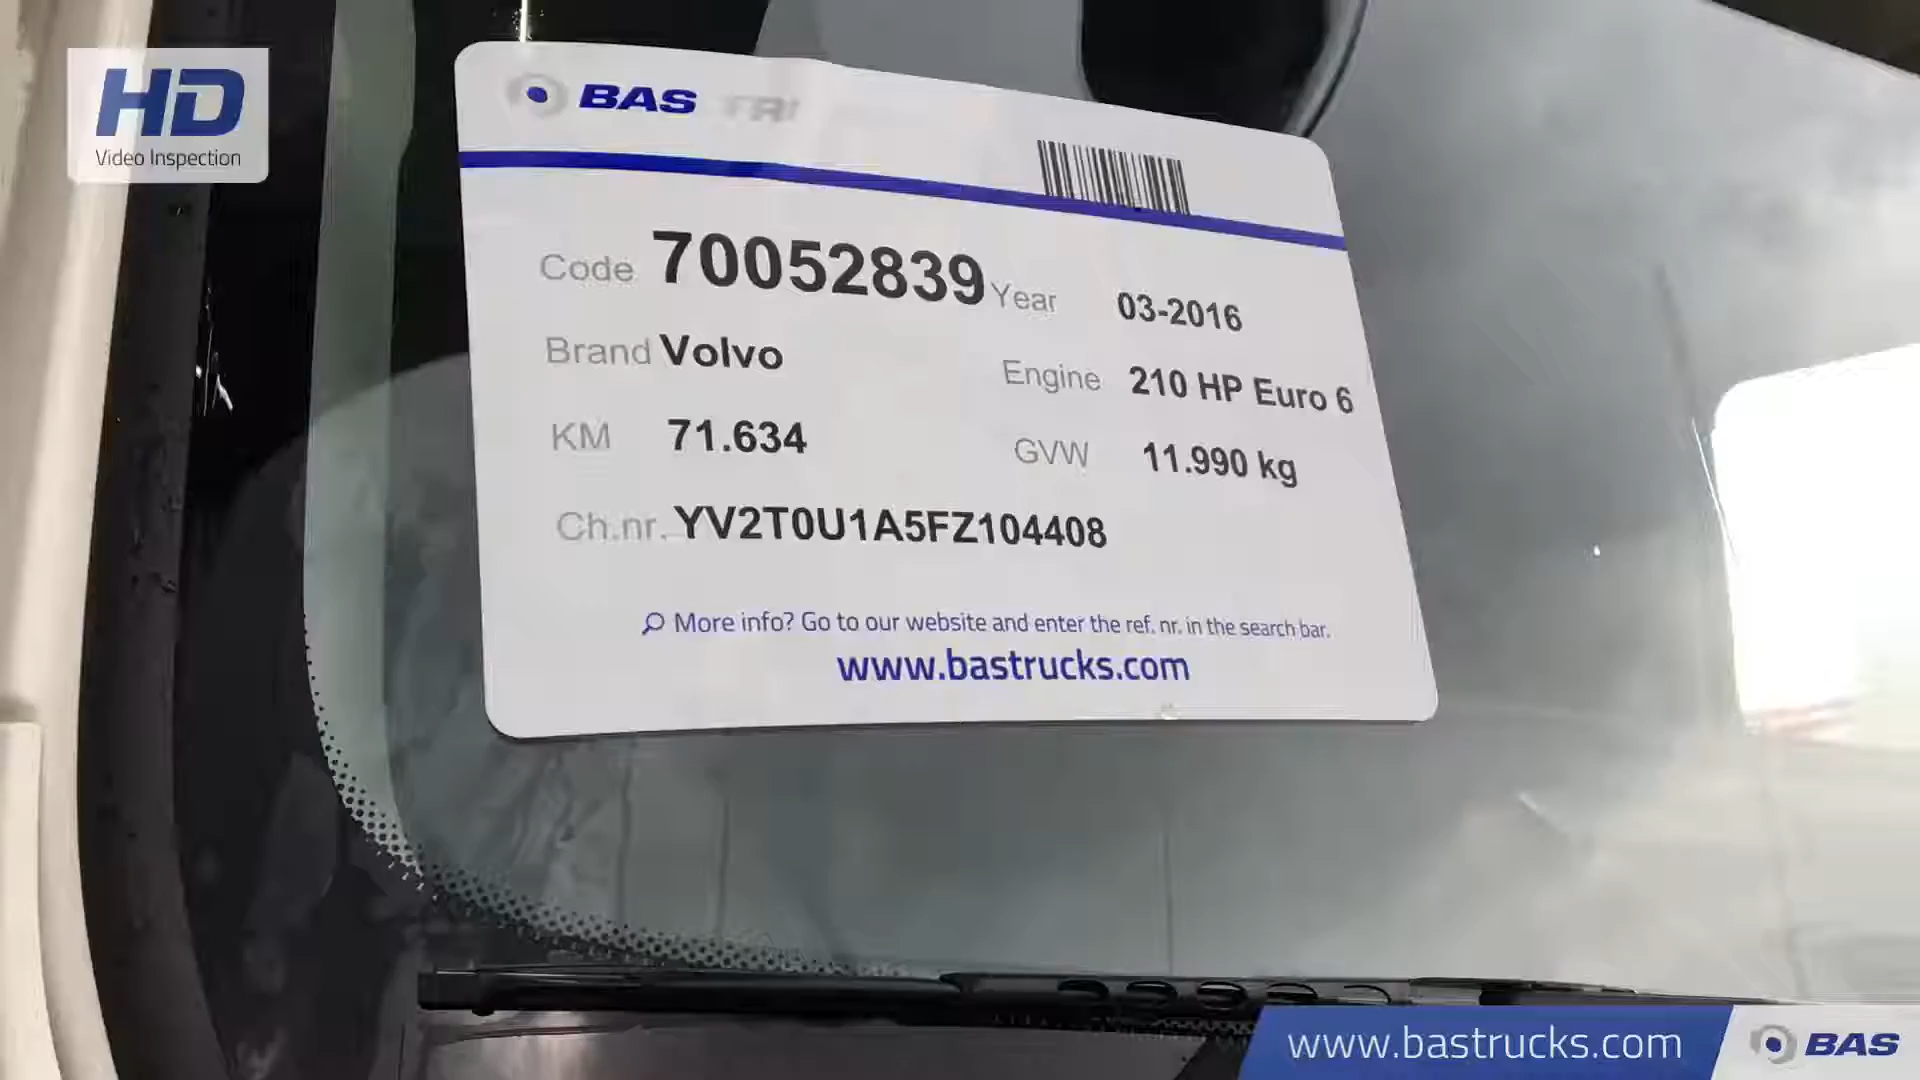 HD
Video Inspection
BAS
Code 70052839 Year 03-2016
Brand Volvo
Engine 210 HP Euro 6
KM 71.634
GVW 11.990 kg
Ch.nr. YV2T0U1A5FZ104408
More info? Go to our website and enter the ref. nr. in the search bar.
www.bastrucks.com
www.bastrucks.com
BAS